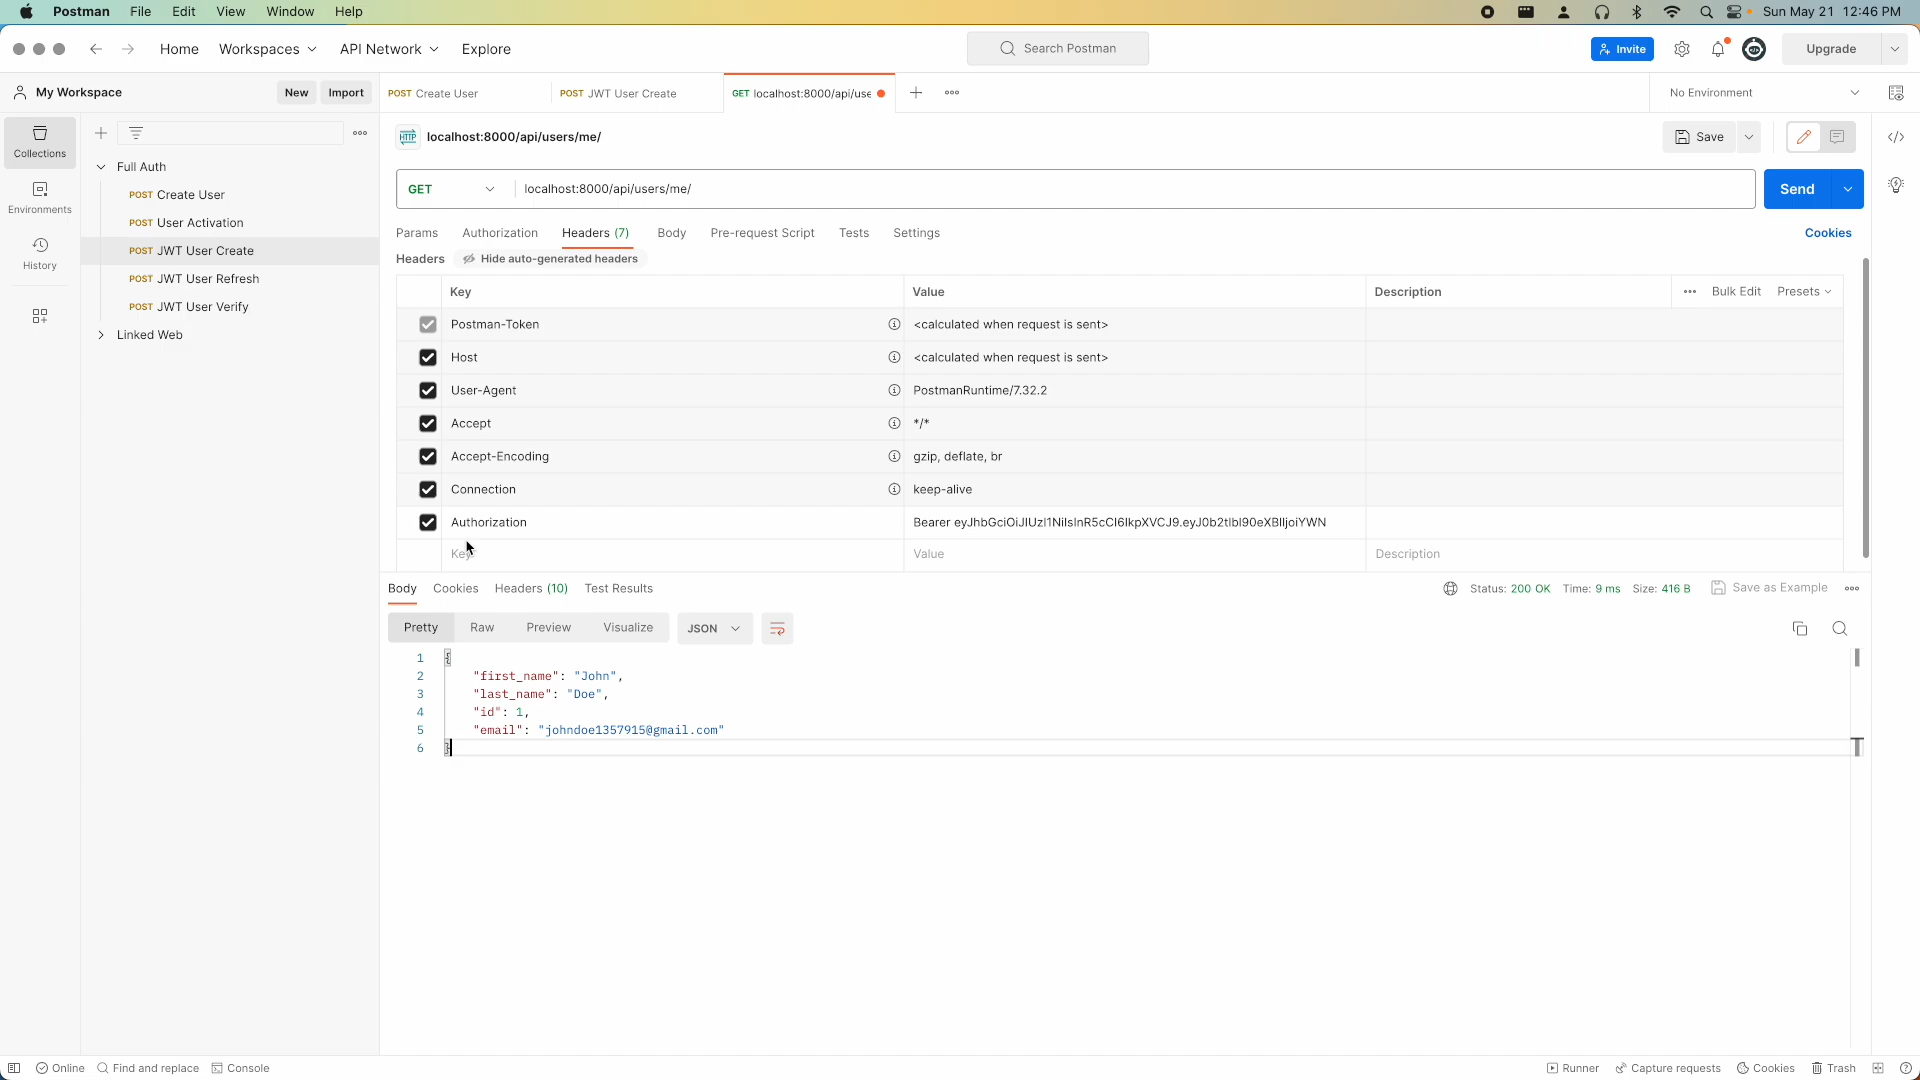 Postman File Edit View Window Help Sun May 21 12:46 PM
Home Workspaces API Network Explore Search Postman Invite Upgrade
My Workspace New Import POST Create User POST JWT User Create GET localhost:8000/api/use No Environment
Collections
Environments
History
Full Auth
POST Create User
POST User Activation
POST JWT User Create
POST JWT User Refresh
POST JWT User Verify
Linked Web
HTTP localhost:8000/api/users/me/ Save
GET localhost:8000/api/users/me/ Send
Params Authorization Headers (7) Body Pre-request Script Tests Settings Cookies
Headers Hide auto-generated headers
Key Value Description Bulk Edit Presets
Postman-Token <calculated when request is sent>
Host <calculated when request is sent>
User-Agent PostmanRuntime/7.32.2
Accept */*
Accept-Encoding gzip, deflate, br
Connection keep-alive
Authorization Bearer eyJhbGciOiJIUzI1NiIsInR5cCI6IkpXVCJ9.eyJ0b2tlbl90eXBlIjoiYWN
Key Value Description
Body Cookies Headers (10) Test Results Status: 200 OK Time: 9 ms Size: 416 B Save as Example
Pretty Raw Preview Visualize JSON
1 {
2 "first_name": "John",
3 "last_name": "Doe",
4 "id": 1,
5 "email": "johndoe1357915@gmail.com"
6 }
Online Find and replace Console Runner Capture requests Cookies Trash